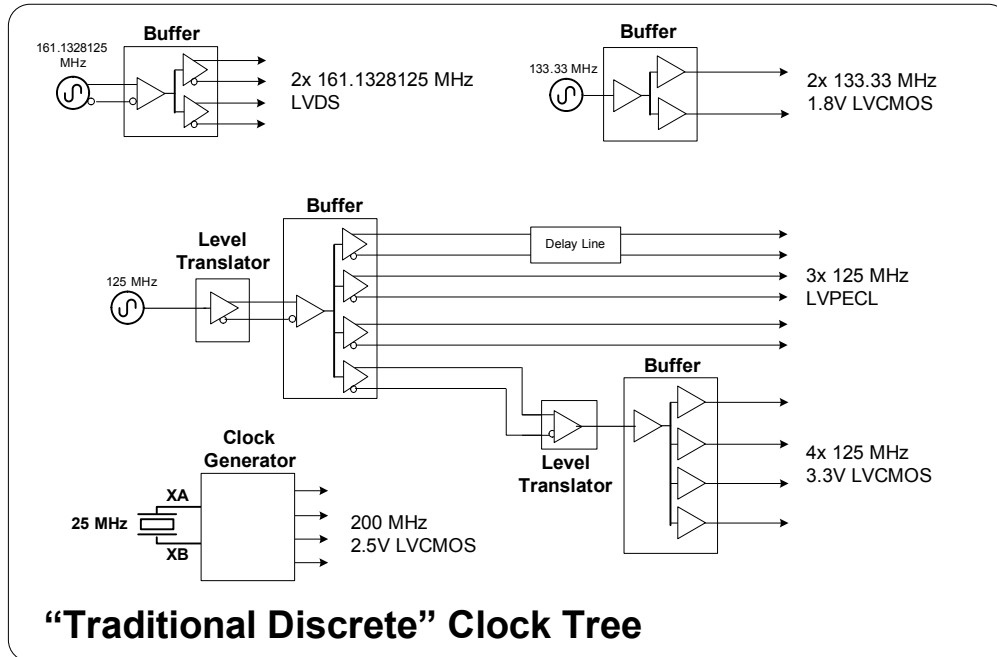 Buffer
161.1328125
MHz
2x 161.1328125 MHz
LVDS
Buffer
133.33 MHz
2x 133.33 MHz
1.8V LVCMOS
Buffer
Level
Translator
125 MHz
Delay Line
3x 125 MHz
LVPECL
Buffer
Level
Translator
4x 125 MHz
3.3V LVCMOS
Clock
Generator
XA
25 MHz
XB
200 MHz
2.5V LVCMOS
“Traditional Discrete” Clock Tree